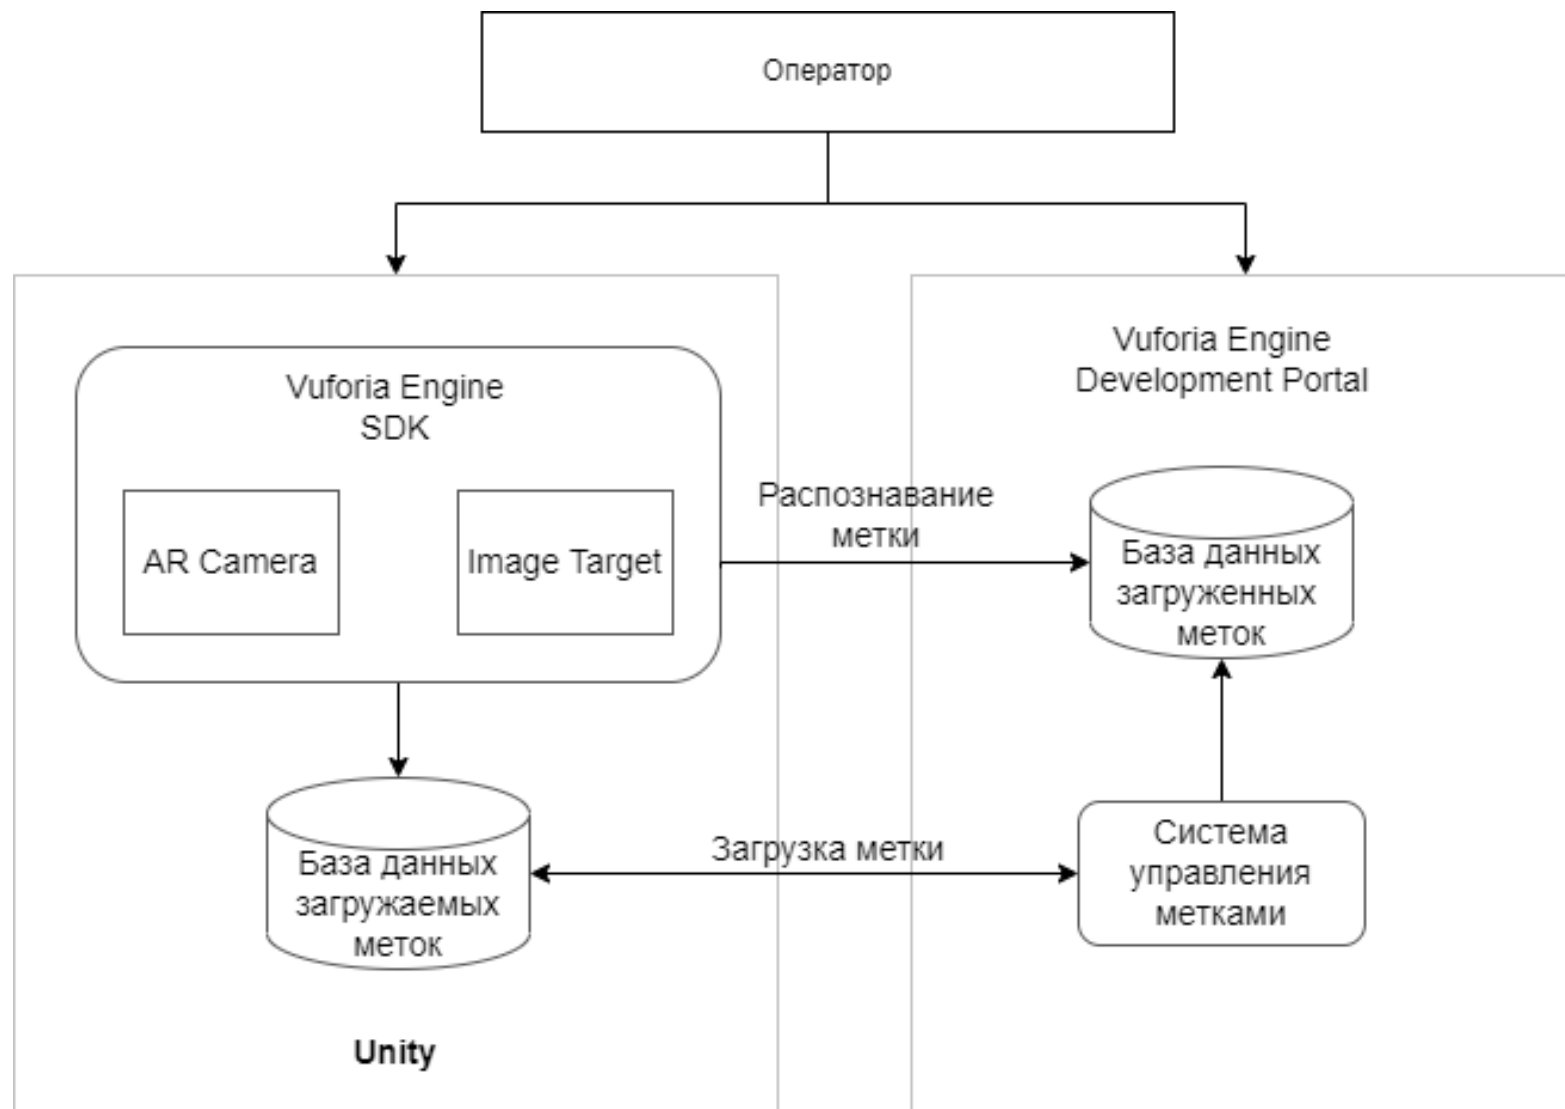 Оператор
Vuforia Engine
SDK
AR Camera
Image Target
Vuforia Engine
Development Portal
Распознавание
метки
База данных
загруженных
меток
База данных
загружаемых
меток
Загрузка метки
Система
управления
метками
Unity